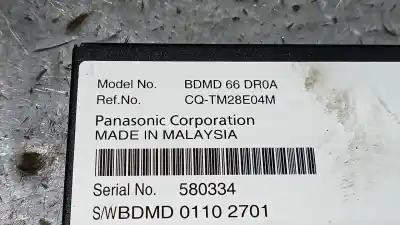 Model No. BDMD 66 DR0A
Ref.No. CQ-TM28E04M
Panasonic Corporation
MADE IN MALAYSIA
Serial No. 580334
S/WBDMD 0110 2701